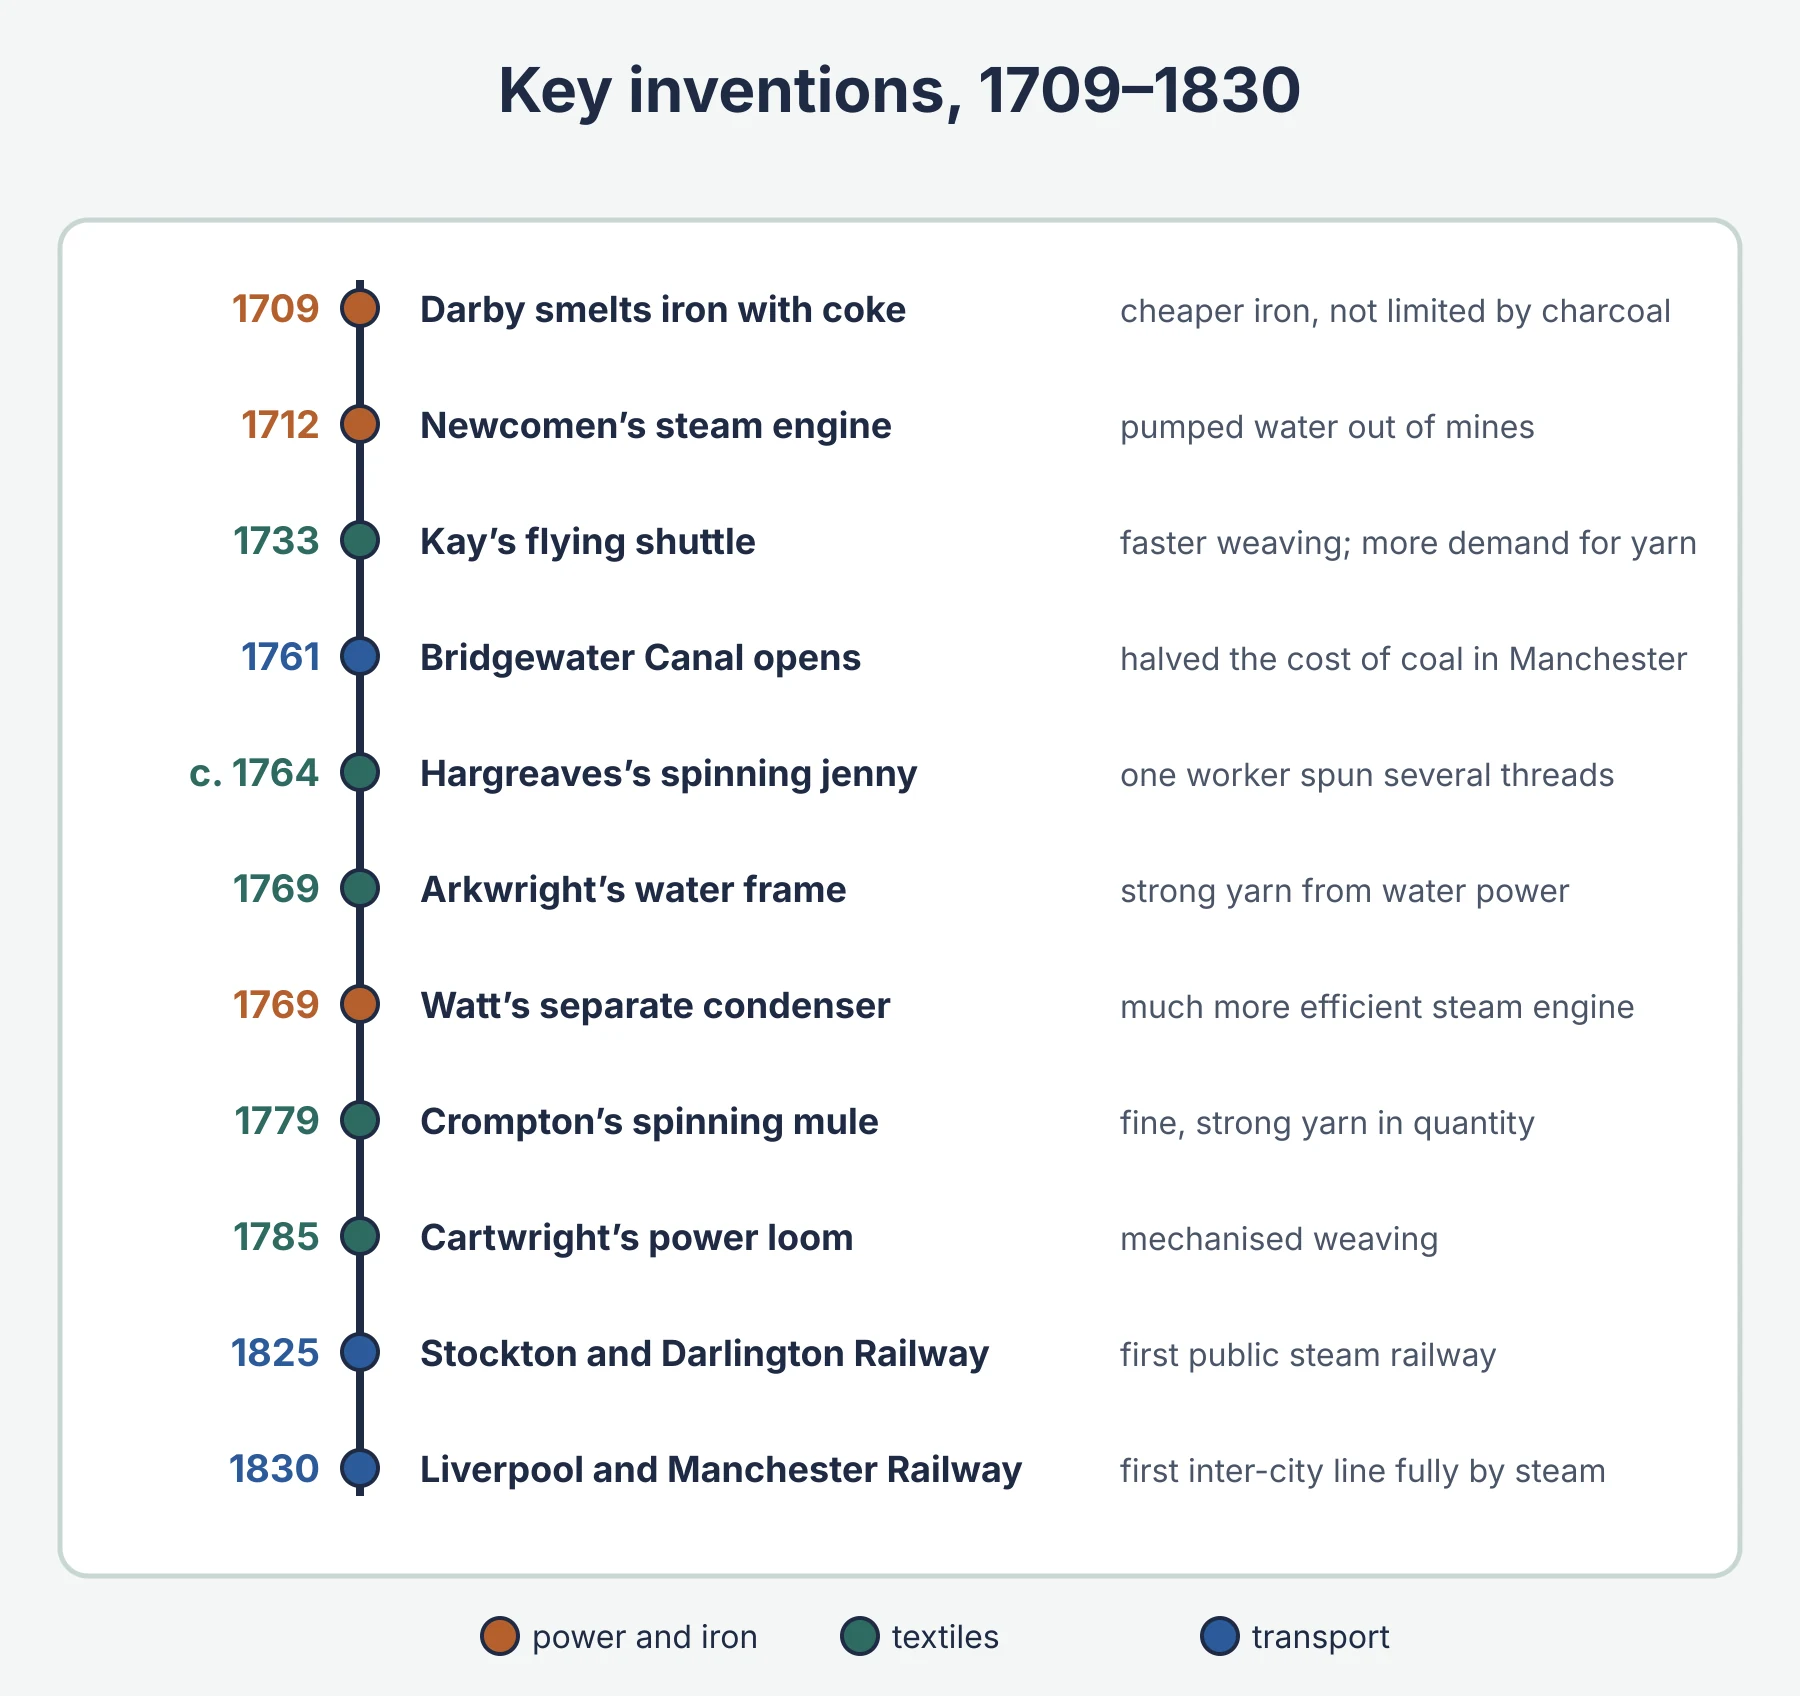 Key inventions, 1709–1830
1709 Darby smelts iron with coke cheaper iron, not limited by charcoal
1712 Newcomen’s steam engine pumped water out of mines
1733 Kay’s flying shuttle faster weaving; more demand for yarn
1761 Bridgewater Canal opens halved the cost of coal in Manchester
c. 1764 Hargreaves’s spinning jenny one worker spun several threads
1769 Arkwright’s water frame strong yarn from water power
1769 Watt’s separate condenser much more efficient steam engine
1779 Crompton’s spinning mule fine, strong yarn in quantity
1785 Cartwright’s power loom mechanised weaving
1825 Stockton and Darlington Railway first public steam railway
1830 Liverpool and Manchester Railway first inter-city line fully by steam
power and iron textiles transport